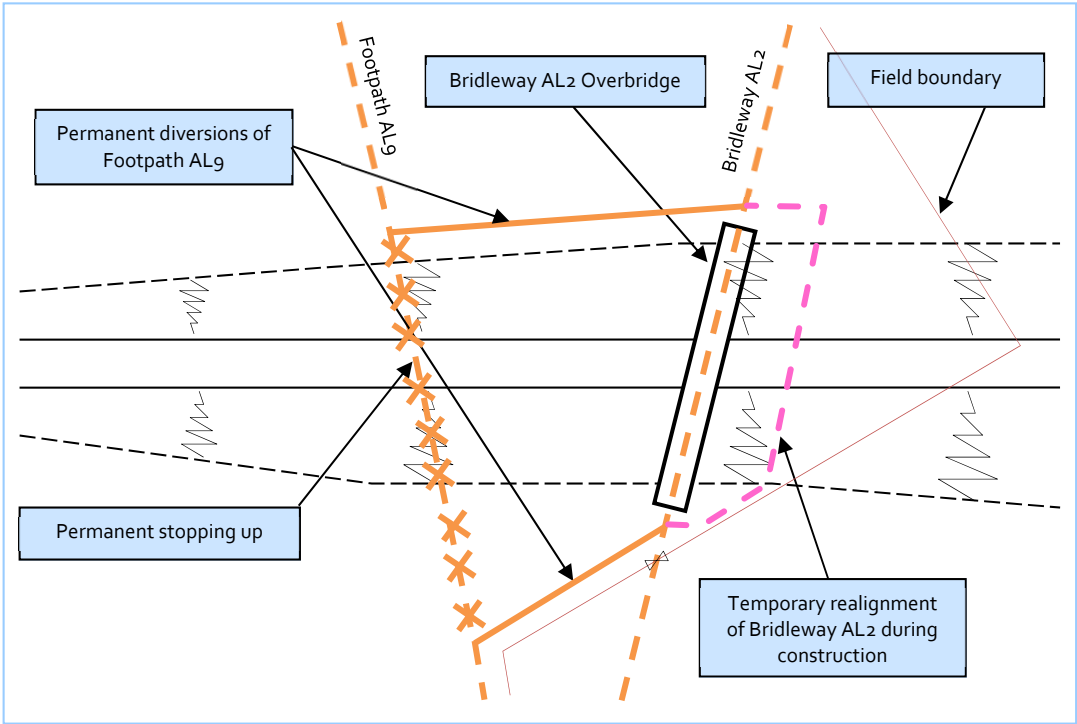 Footpath AL9
Bridleway AL2 Overbridge
Bridleway AL2
Field boundary
Permanent diversions of
Footpath AL9
Permanent stopping up
Temporary realignment
of Bridleway AL2 during
construction